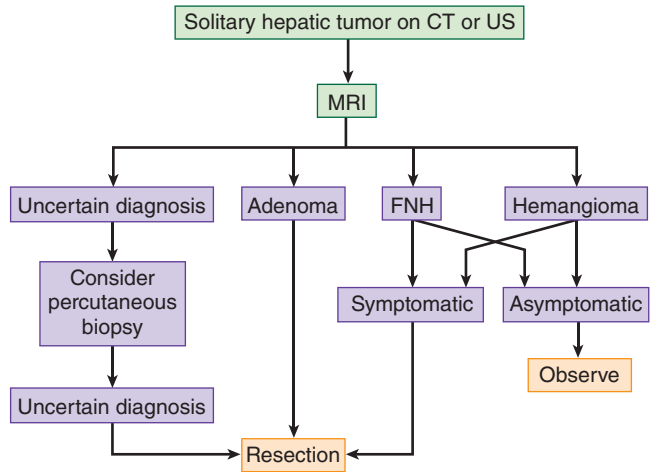 Solitary hepatic tumor on CT or US
MRI
Uncertain diagnosis
Adenoma
FNH
Hemangioma
Consider
percutaneous
biopsy
Symptomatic
Asymptomatic
Observe
Uncertain diagnosis
Resection